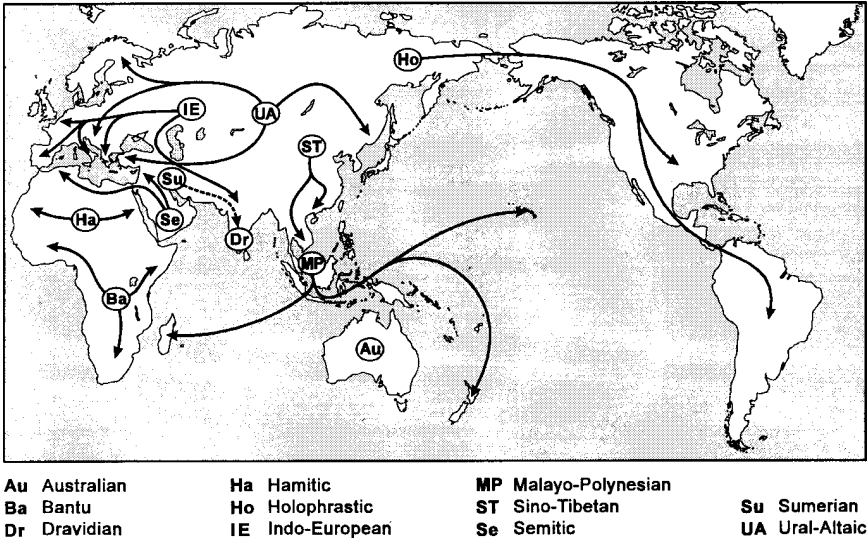 Ho
IE
UA
ST
Su
Se
Ha
Dr
MP
Ba
Au
Au Australian
Ba Bantu
Dr Dravidian
Ha Hamitic
Ho Holophrastic
IE Indo-European
MP Malayo-Polynesian
ST Sino-Tibetan
Se Semitic
Su Sumerian
UA Ural-Altaic